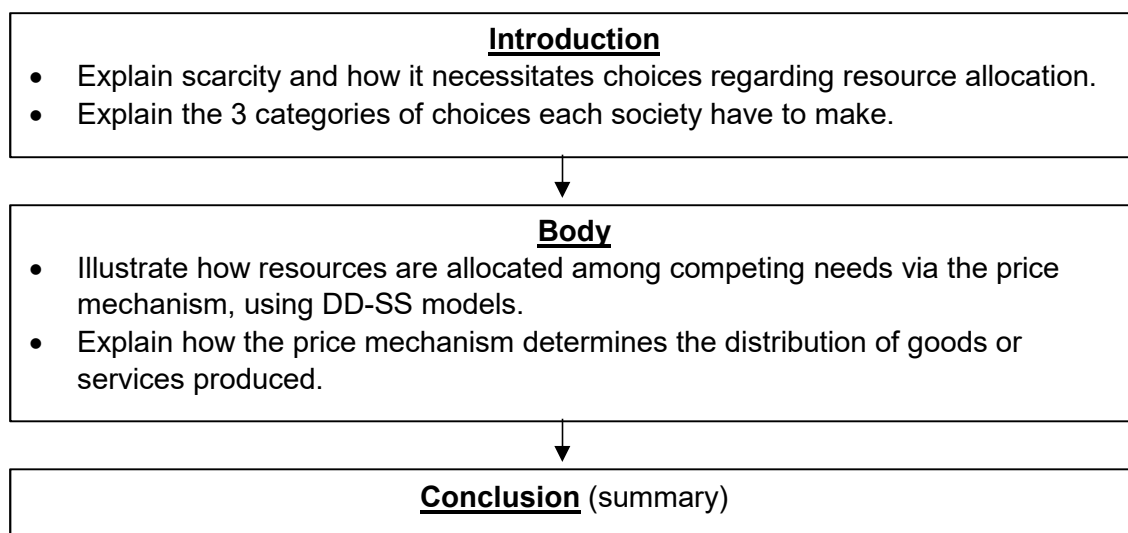 Introduction
• Explain scarcity and how it necessitates choices regarding resource allocation.
• Explain the 3 categories of choices each society have to make.
Body
• Illustrate how resources are allocated among competing needs via the price
mechanism, using DD-SS models.
• Explain how the price mechanism determines the distribution of goods or
services produced.
Conclusion (summary)